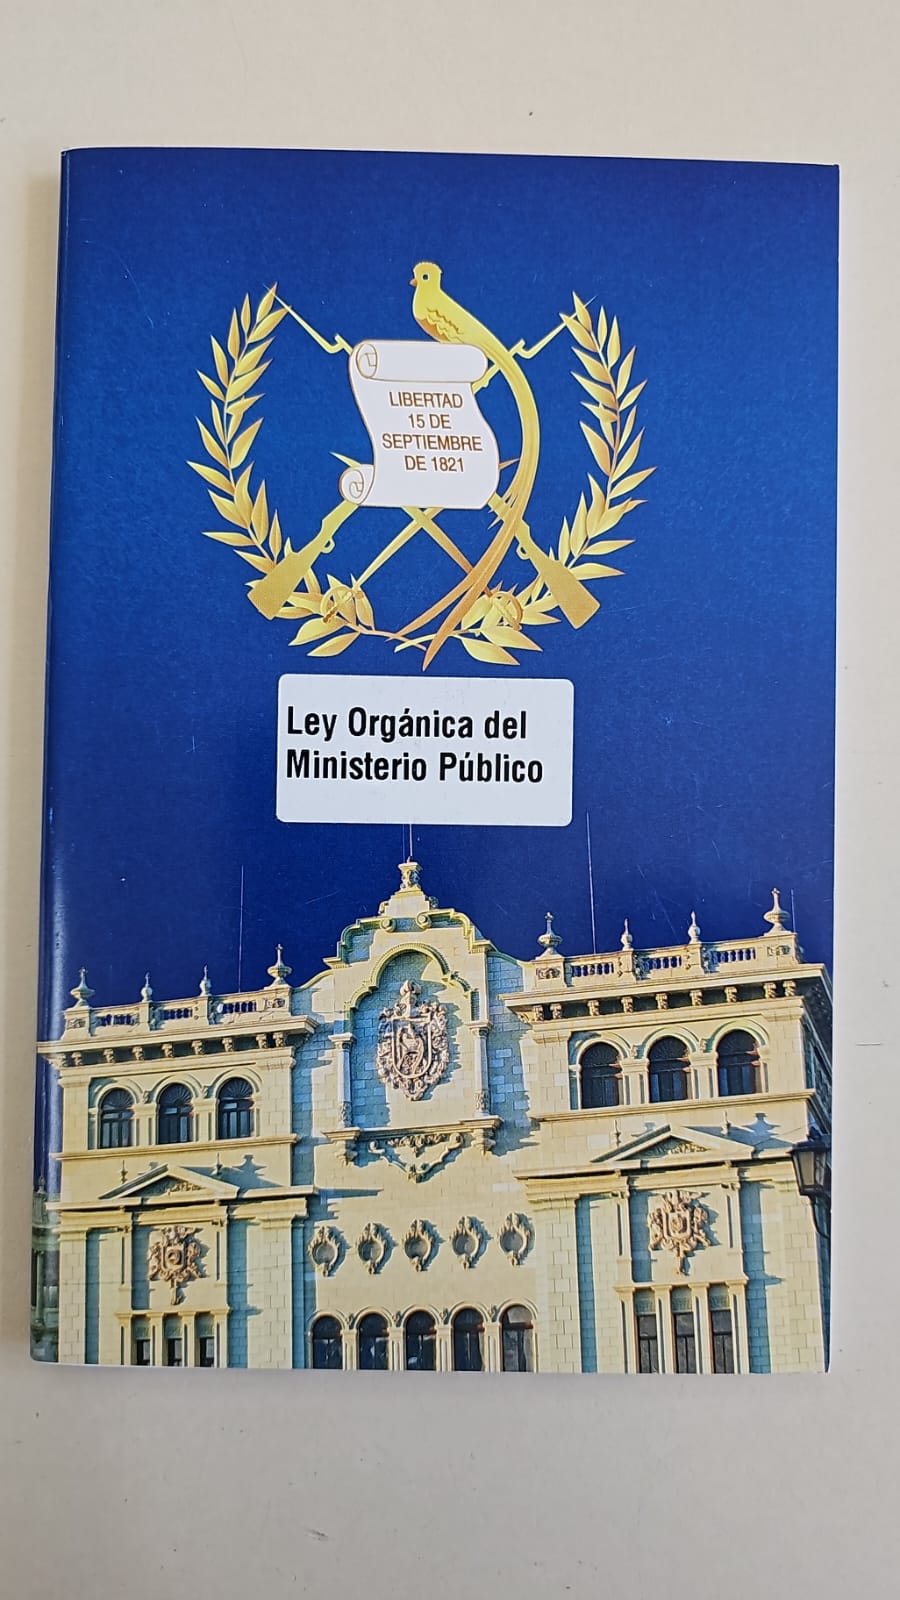 LIBERTAD
15 DE
SEPTIEMBRE
DE 1821
Ley Orgánica del
Ministerio Público